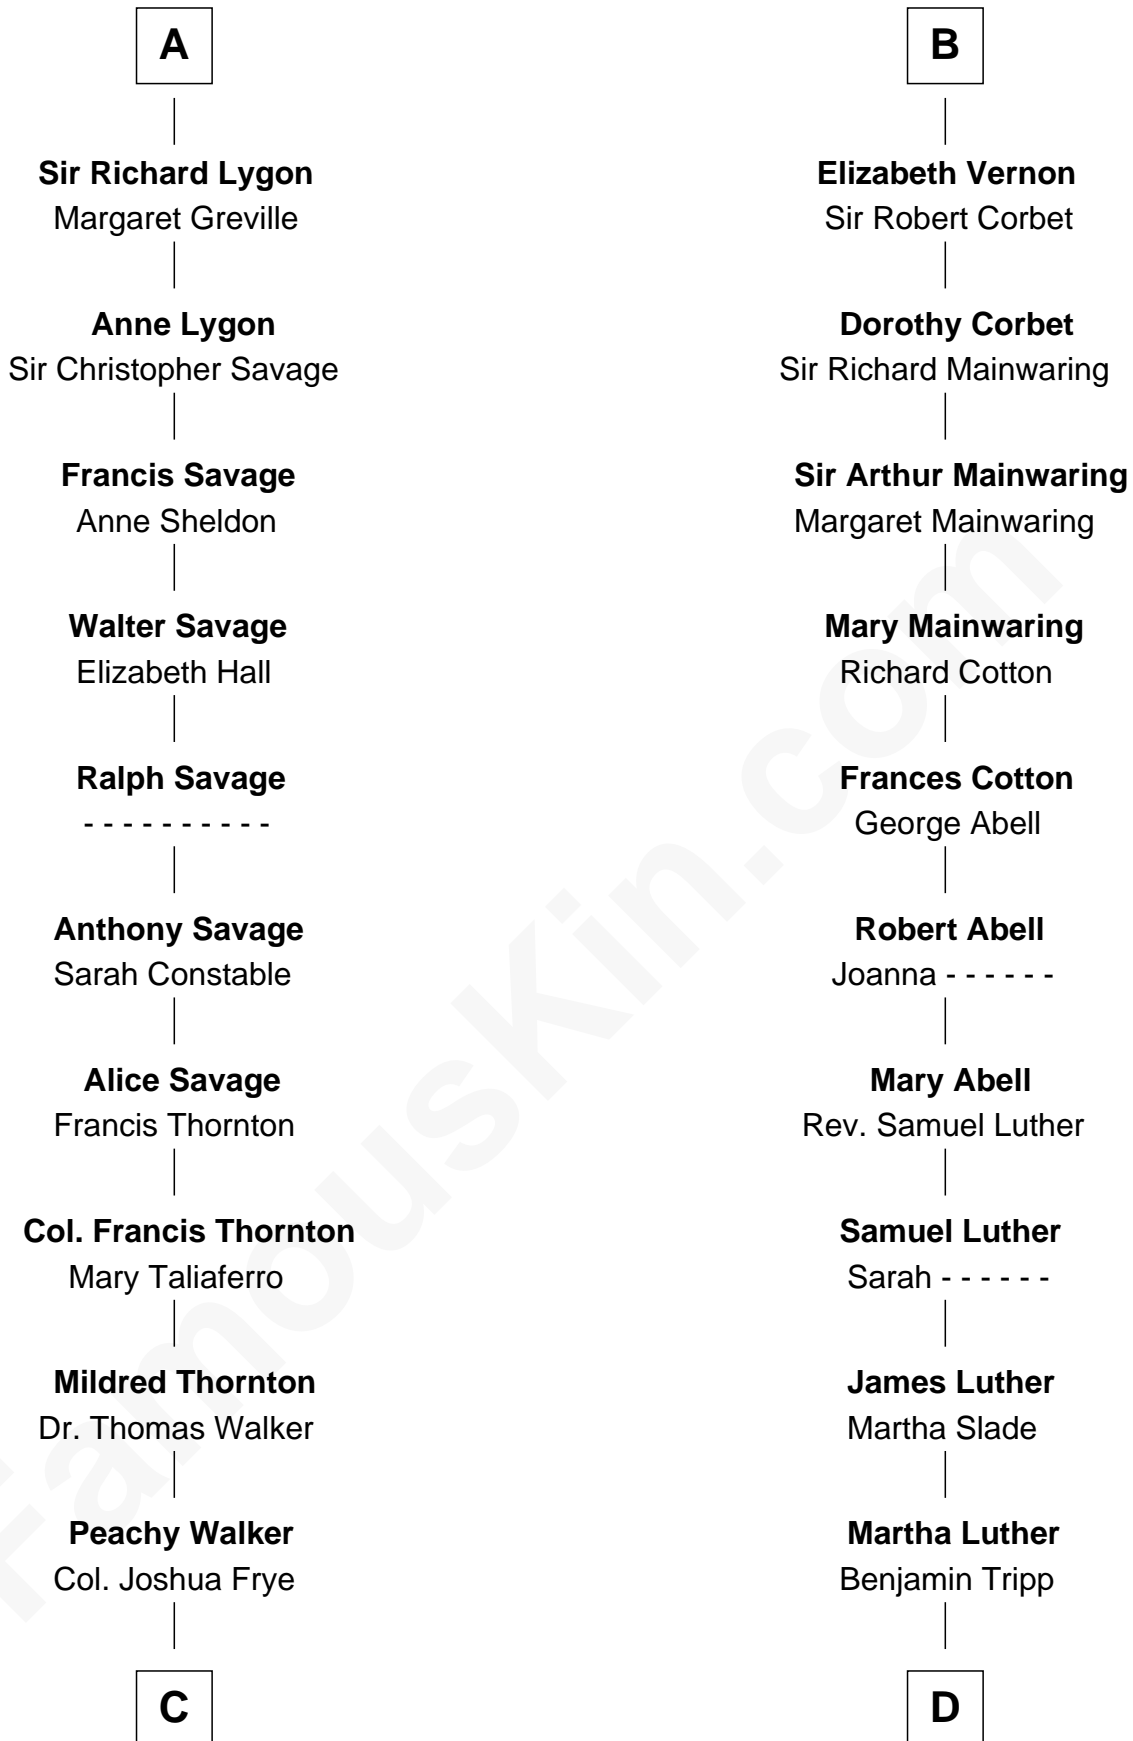 A
Sir Richard Lygon
Margaret Greville
Anne Lygon
Sir Christopher Savage
Francis Savage
Anne Sheldon
Walter Savage
Elizabeth Hall
Ralph Savage
- - - - - - - - - -
Anthony Savage
Sarah Constable
Alice Savage
Francis Thornton
Col. Francis Thornton
Mary Taliaferro
Mildred Thornton
Dr. Thomas Walker
Peachy Walker
Col. Joshua Frye
C
B
Elizabeth Vernon
Sir Robert Corbet
Dorothy Corbet
Sir Richard Mainwaring
Sir Arthur Mainwaring
Margaret Mainwaring
Mary Mainwaring
Richard Cotton
Frances Cotton
George Abell
Robert Abell
Joanna - - - - - -
Mary Abell
Rev. Samuel Luther
Samuel Luther
Sarah - - - - - -
James Luther
Martha Slade
Martha Luther
Benjamin Tripp
D
FamousKin.com